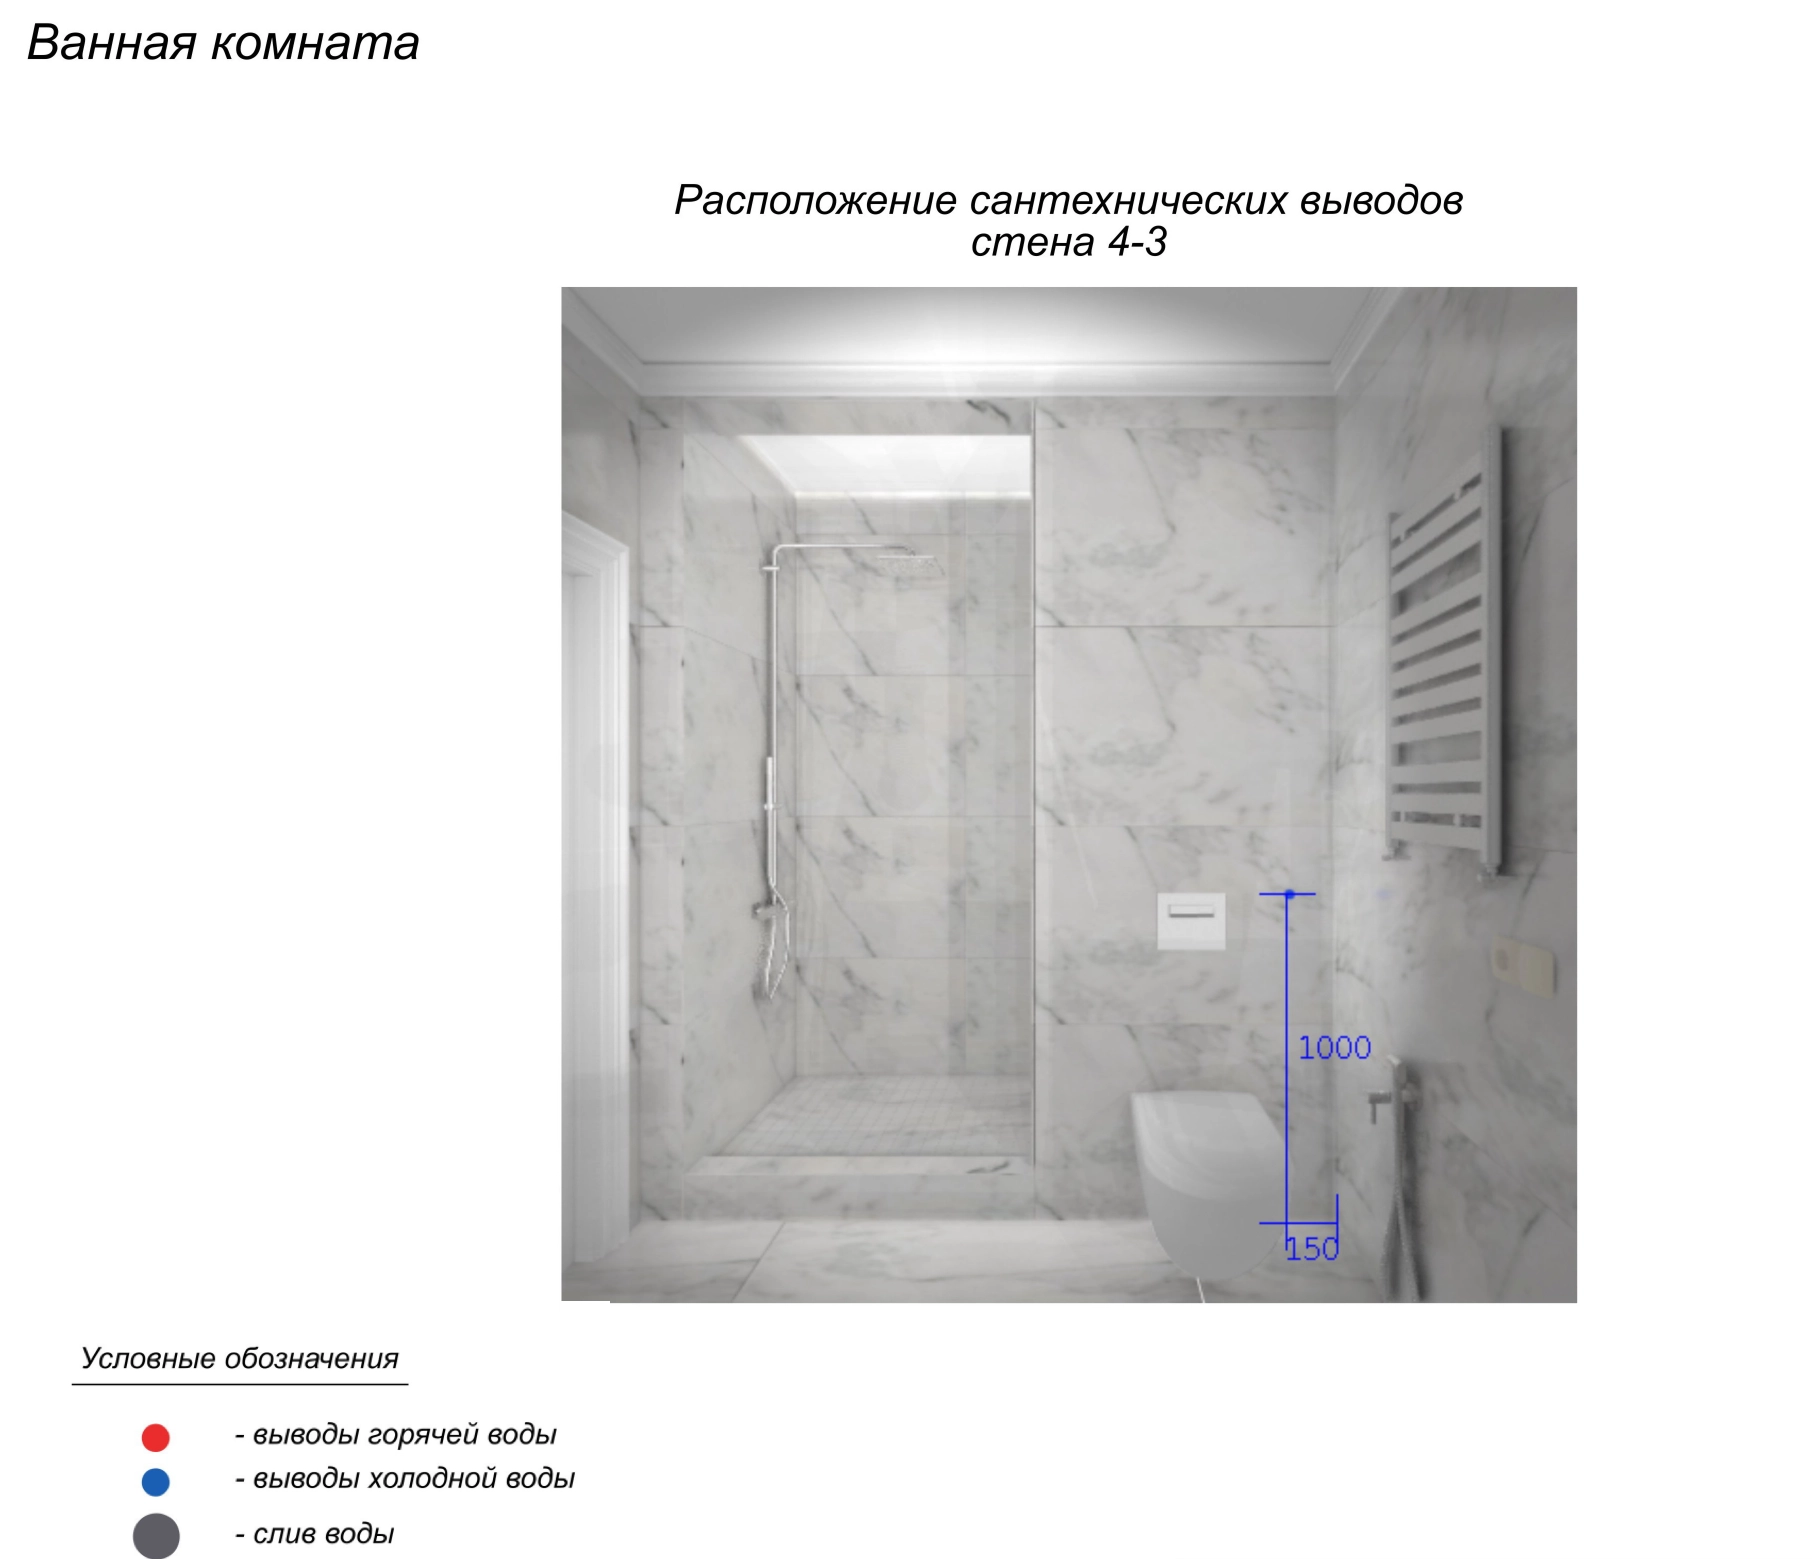 Ванная комната
Расположение сантехнических выводов
стена 4-3
1000
150
Условные обозначения
- выводы горячей воды
- выводы холодной воды
- слив воды